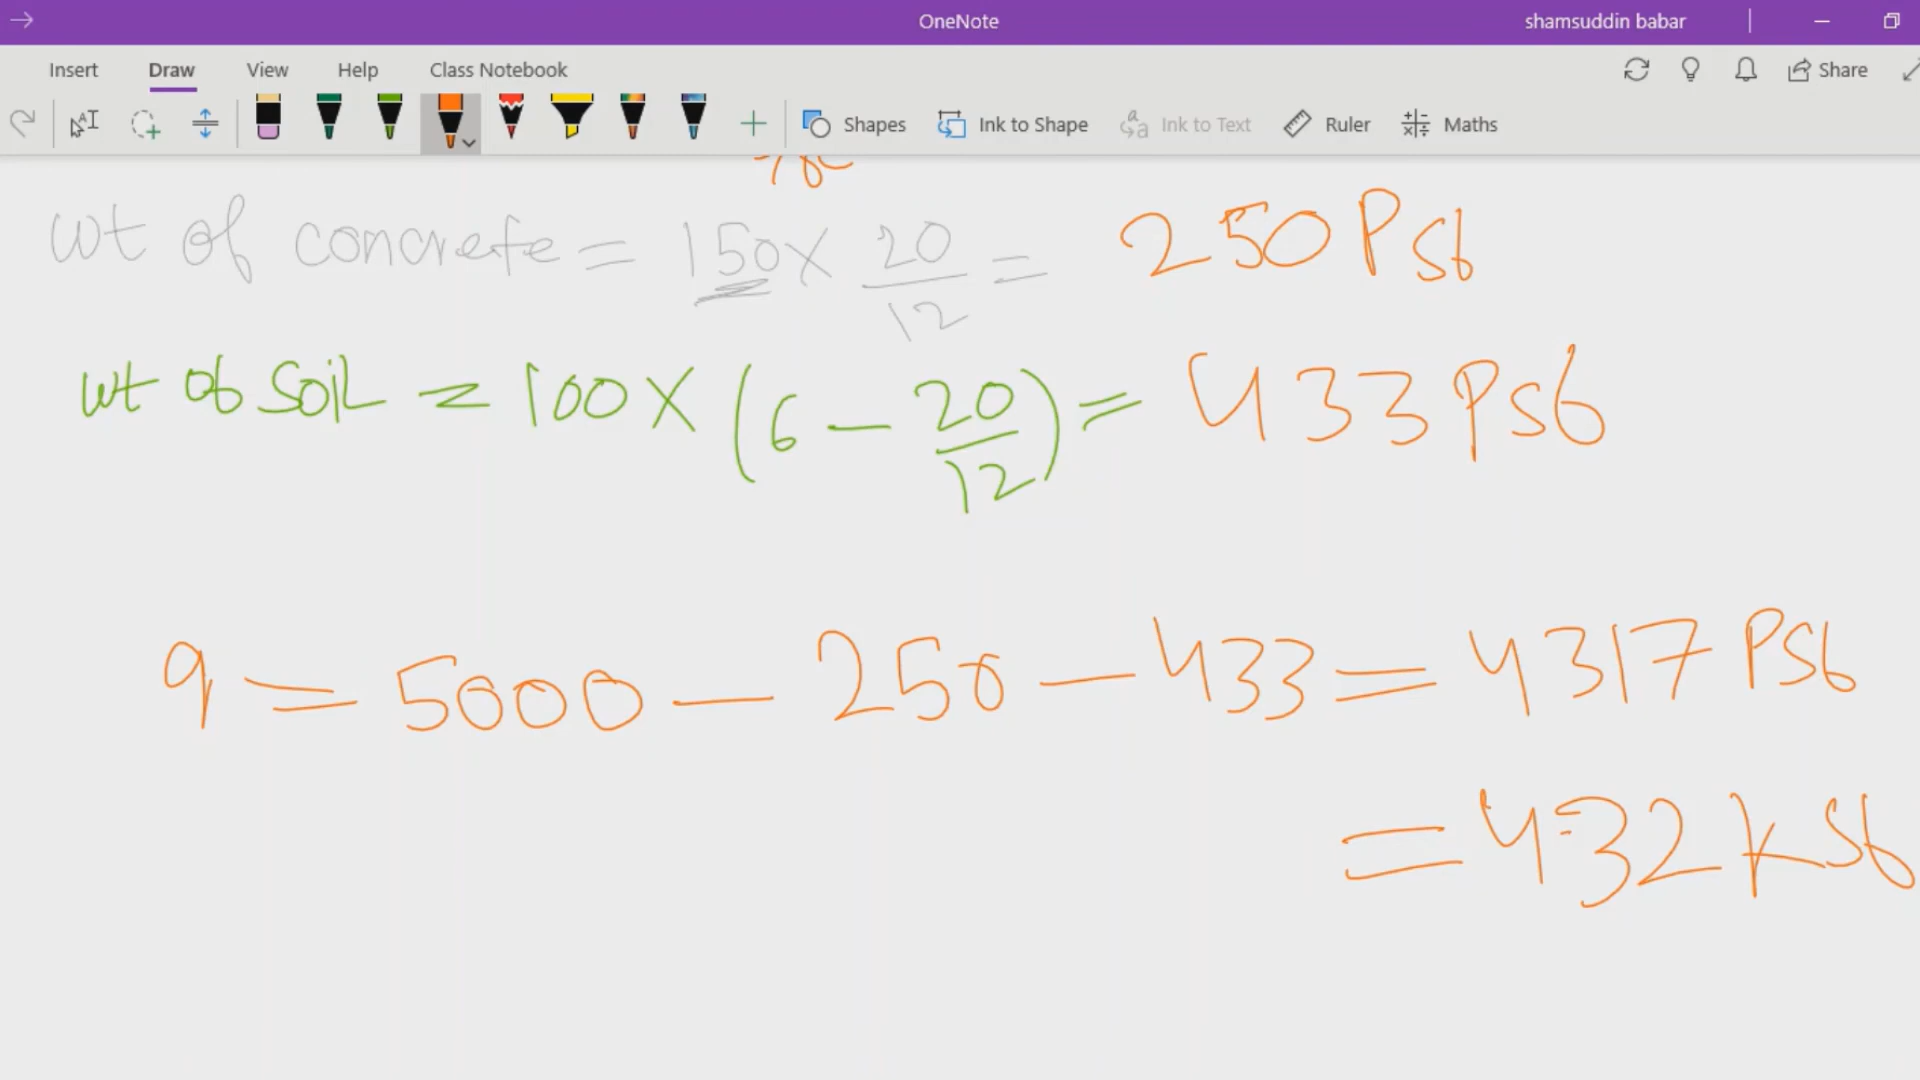 OneNote
shamsuddin babar
Insert Draw View Help Class Notebook
Share
Shapes Ink to Shape Ink to Text Ruler Maths
wt of concrete = 150 x 20/12 = 250 Psf
wt of Soil = 100 X (6 - 20/12) = 433 Psf
q = 5000 - 250 - 433 = 4317 PSf
= 4.32 kSf